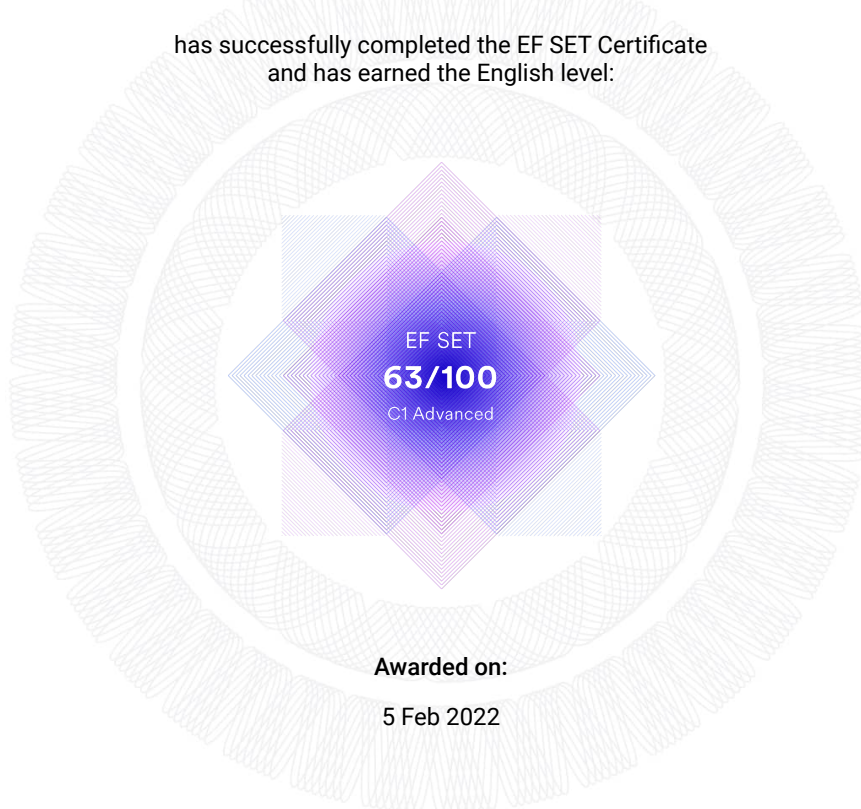 has successfully completed the EF SET Certificate
and has earned the English level:
EF SET
63/100
C1 Advanced
Awarded on:
5 Feb 2022